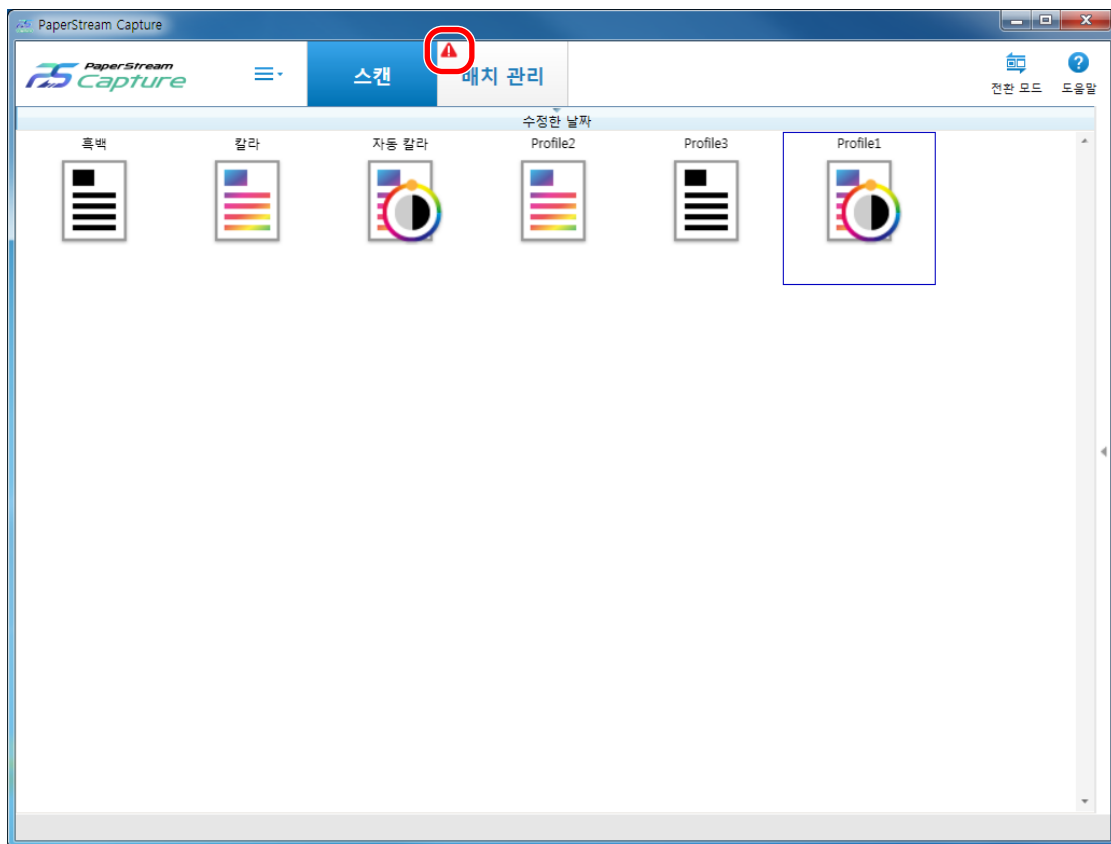 PaperStream Capture
PaperStream
Capture
스캔
배치 관리
전환 모드
도움말
수정한 날짜
흑백
칼라
자동 칼라
Profile2
Profile3
Profile1